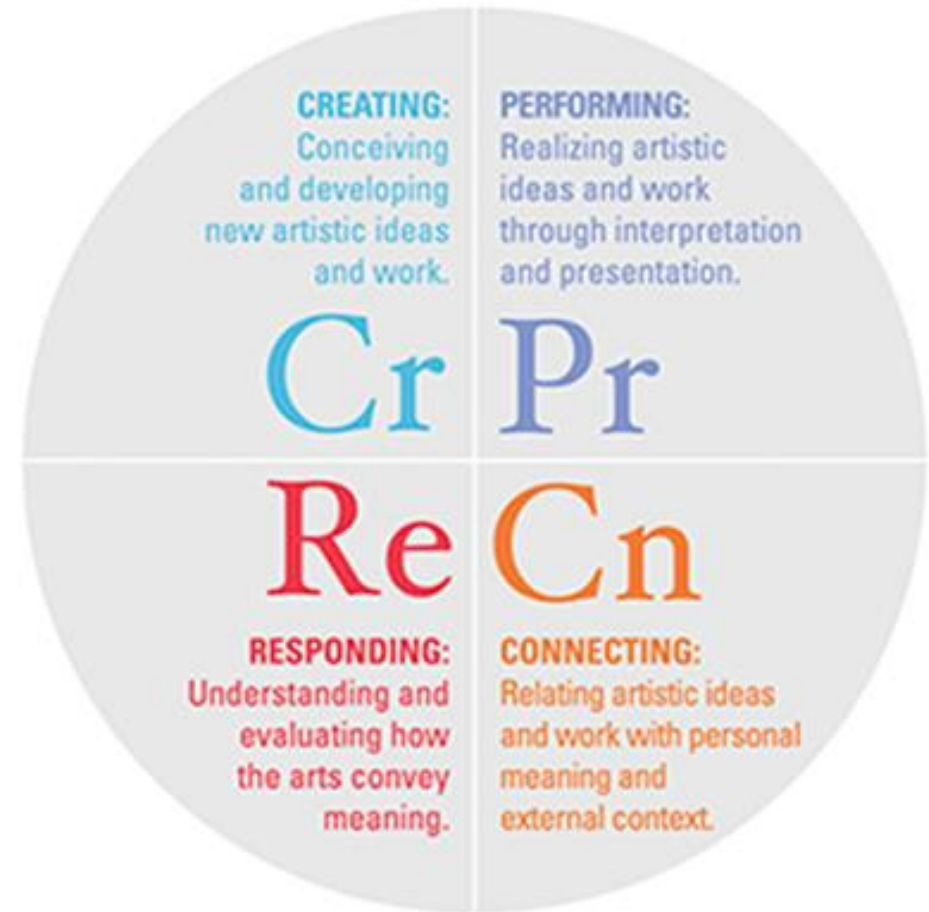 CREATING:
Conceiving
and developing
new artistic ideas
and work.
Cr
PERFORMING:
Realizing artistic
ideas and work
through interpretation
and presentation.
Pr
Re
RESPONDING:
Understanding and
evaluating how
the arts convey
meaning.
Cn
CONNECTING:
Relating artistic ideas
and work with personal
meaning and
external context.